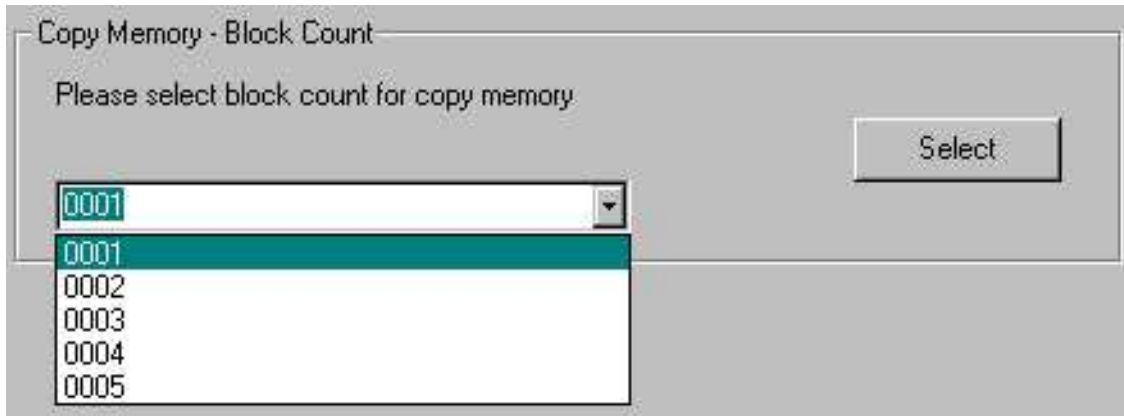 Copy Memory - Block Count
Please select block count for copy memory
Select
0001
0001
0002
0003
0004
0005